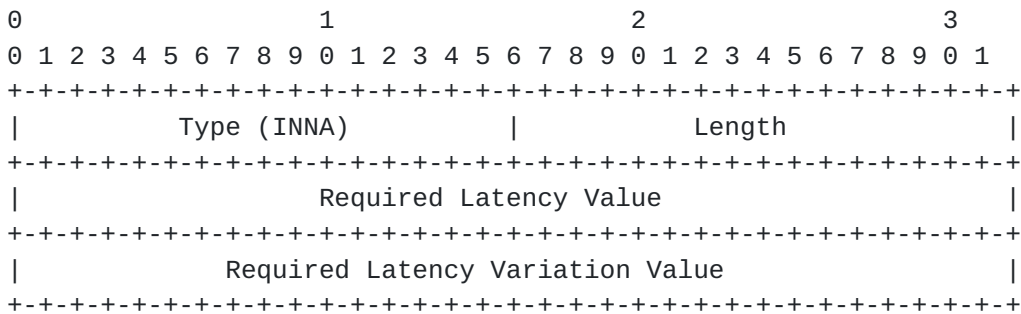 0                   1                   2                   3
0 1 2 3 4 5 6 7 8 9 0 1 2 3 4 5 6 7 8 9 0 1 2 3 4 5 6 7 8 9 0 1
+-+-+-+-+-+-+-+-+-+-+-+-+-+-+-+-+-+-+-+-+-+-+-+-+-+-+-+-+-+-+-+-+
|          Type (INNA)          |           Length              |
+-+-+-+-+-+-+-+-+-+-+-+-+-+-+-+-+-+-+-+-+-+-+-+-+-+-+-+-+-+-+-+-+
|                   Required Latency Value                      |
+-+-+-+-+-+-+-+-+-+-+-+-+-+-+-+-+-+-+-+-+-+-+-+-+-+-+-+-+-+-+-+-+
|             Required Latency Variation Value                  |
+-+-+-+-+-+-+-+-+-+-+-+-+-+-+-+-+-+-+-+-+-+-+-+-+-+-+-+-+-+-+-+-+